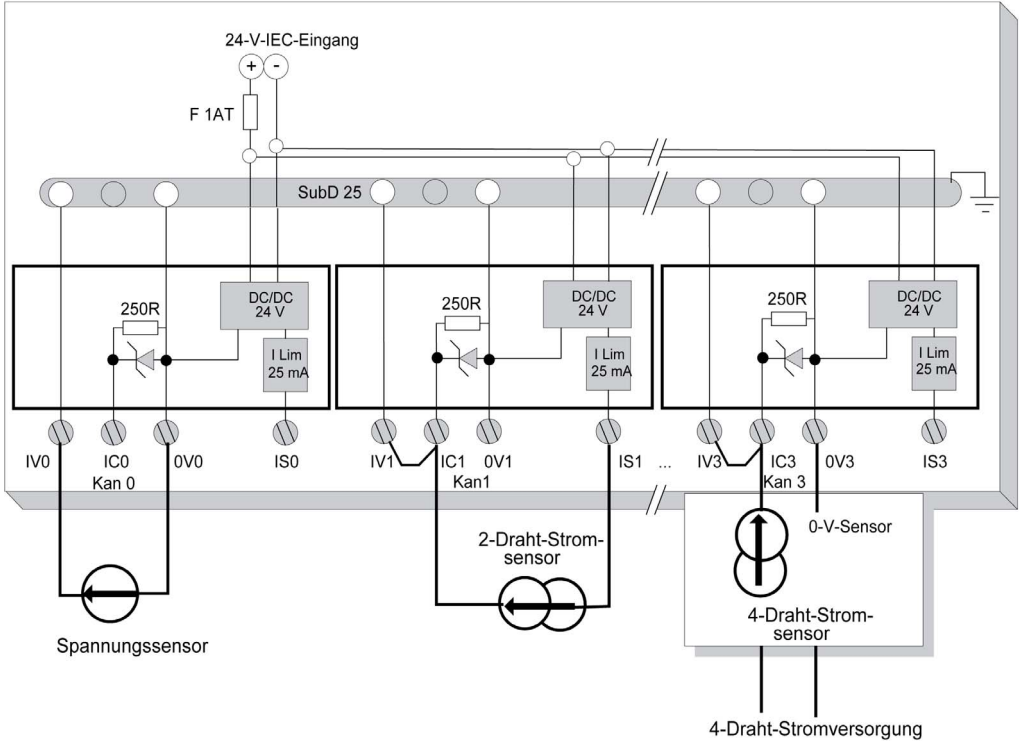 24-V-IEC-Eingang
+ -
F 1AT
SubD 25
250R
DC/DC
24 V
I Lim
25 mA
250R
DC/DC
24 V
I Lim
25 mA
250R
DC/DC
24 V
I Lim
25 mA
IV0 IC0 0V0 IS0
Kan 0
IV1 IC1 0V1 IS1 ...
Kan1
IV3 IC3 0V3 IS3
Kan 3
Spannungssensor
2-Draht-Strom-
sensor
0-V-Sensor
4-Draht-Strom-
sensor
4-Draht-Stromversorgung